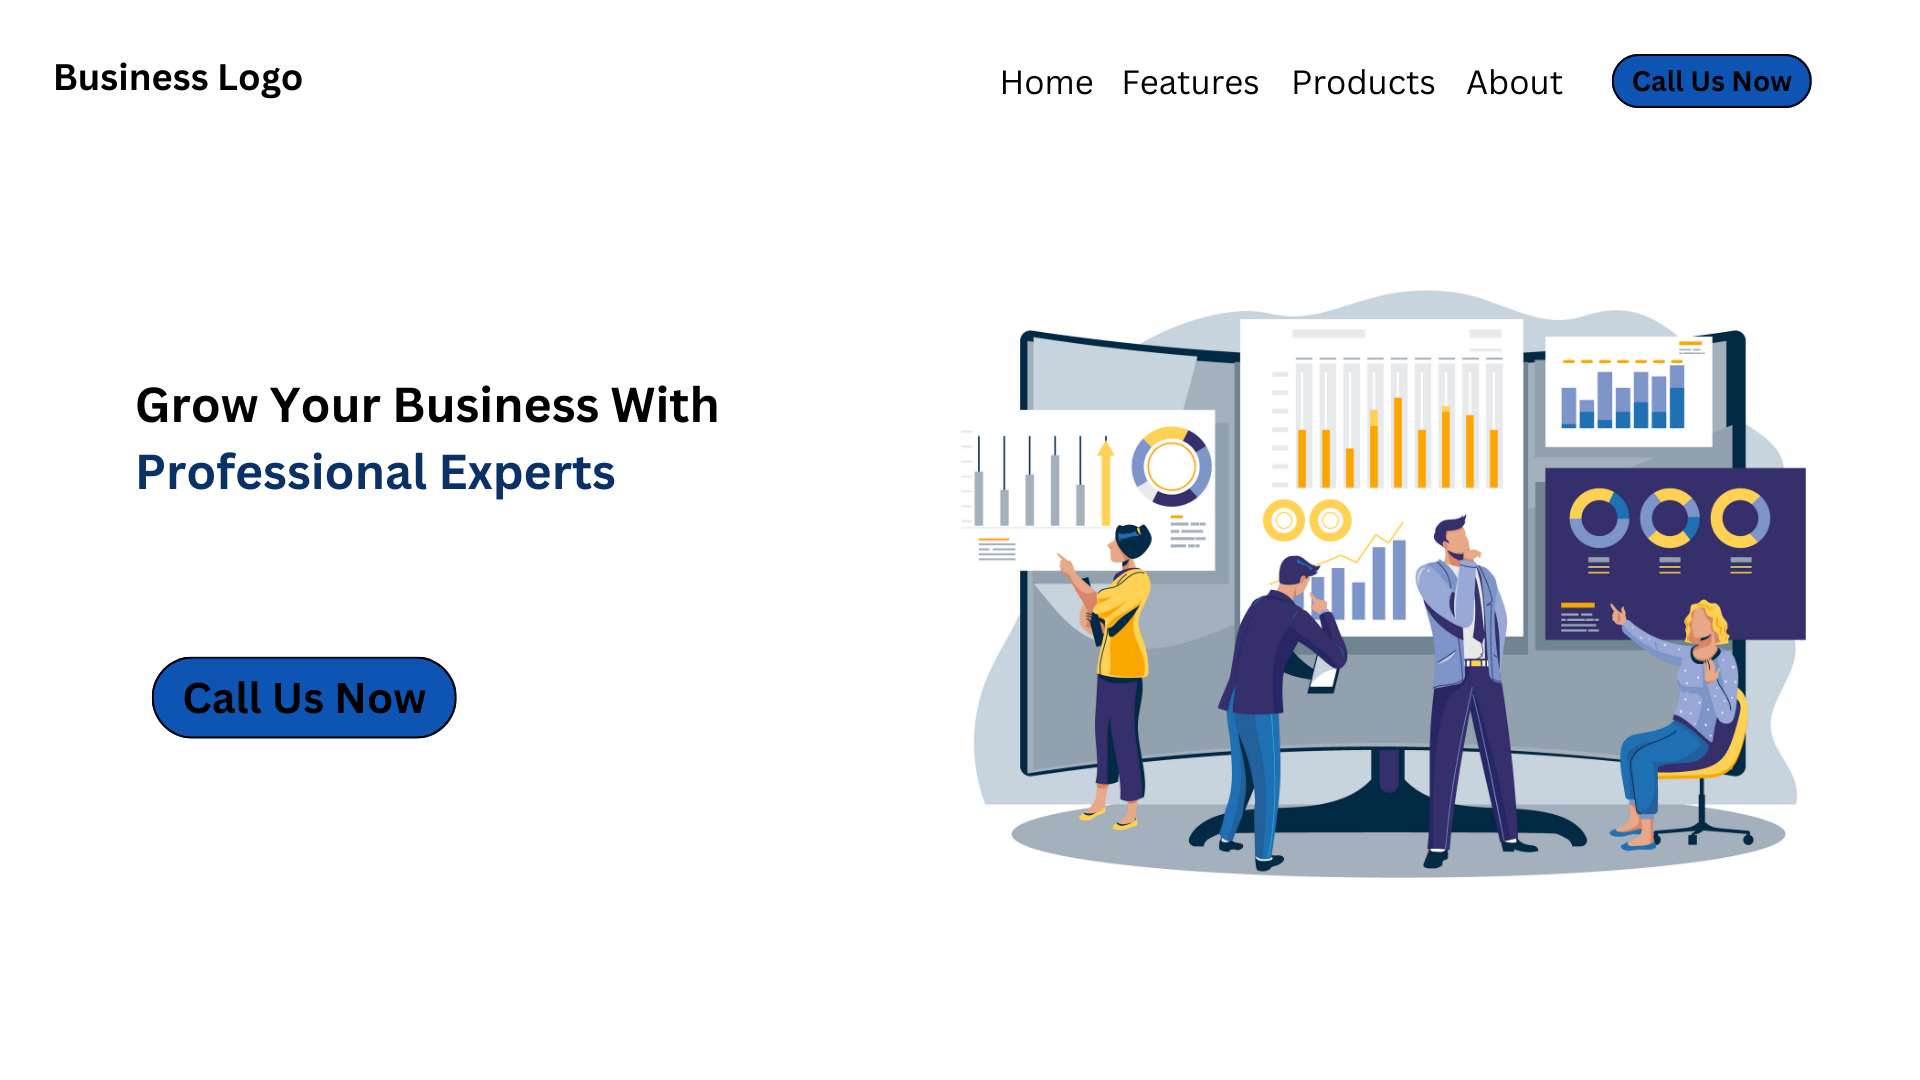 Business Logo
Home Features Products About Call Us Now
Grow Your Business With
Professional Experts
Call Us Now